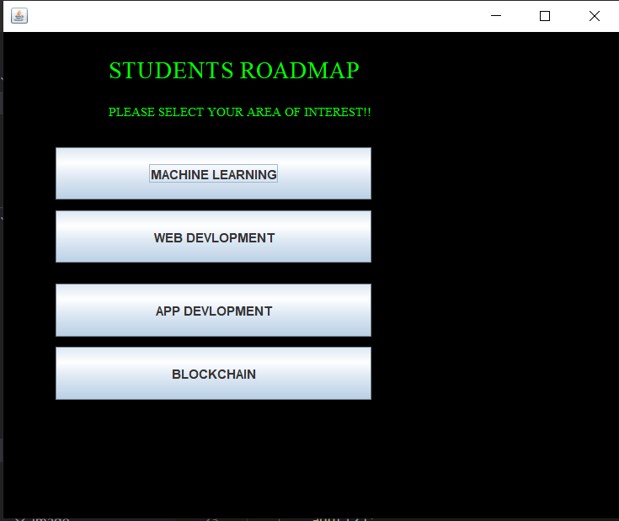 STUDENTS ROADMAP
PLEASE SELECT YOUR AREA OF INTEREST!!
MACHINE LEARNING
WEB DEVLOPMENT
APP DEVLOPMENT
BLOCKCHAIN